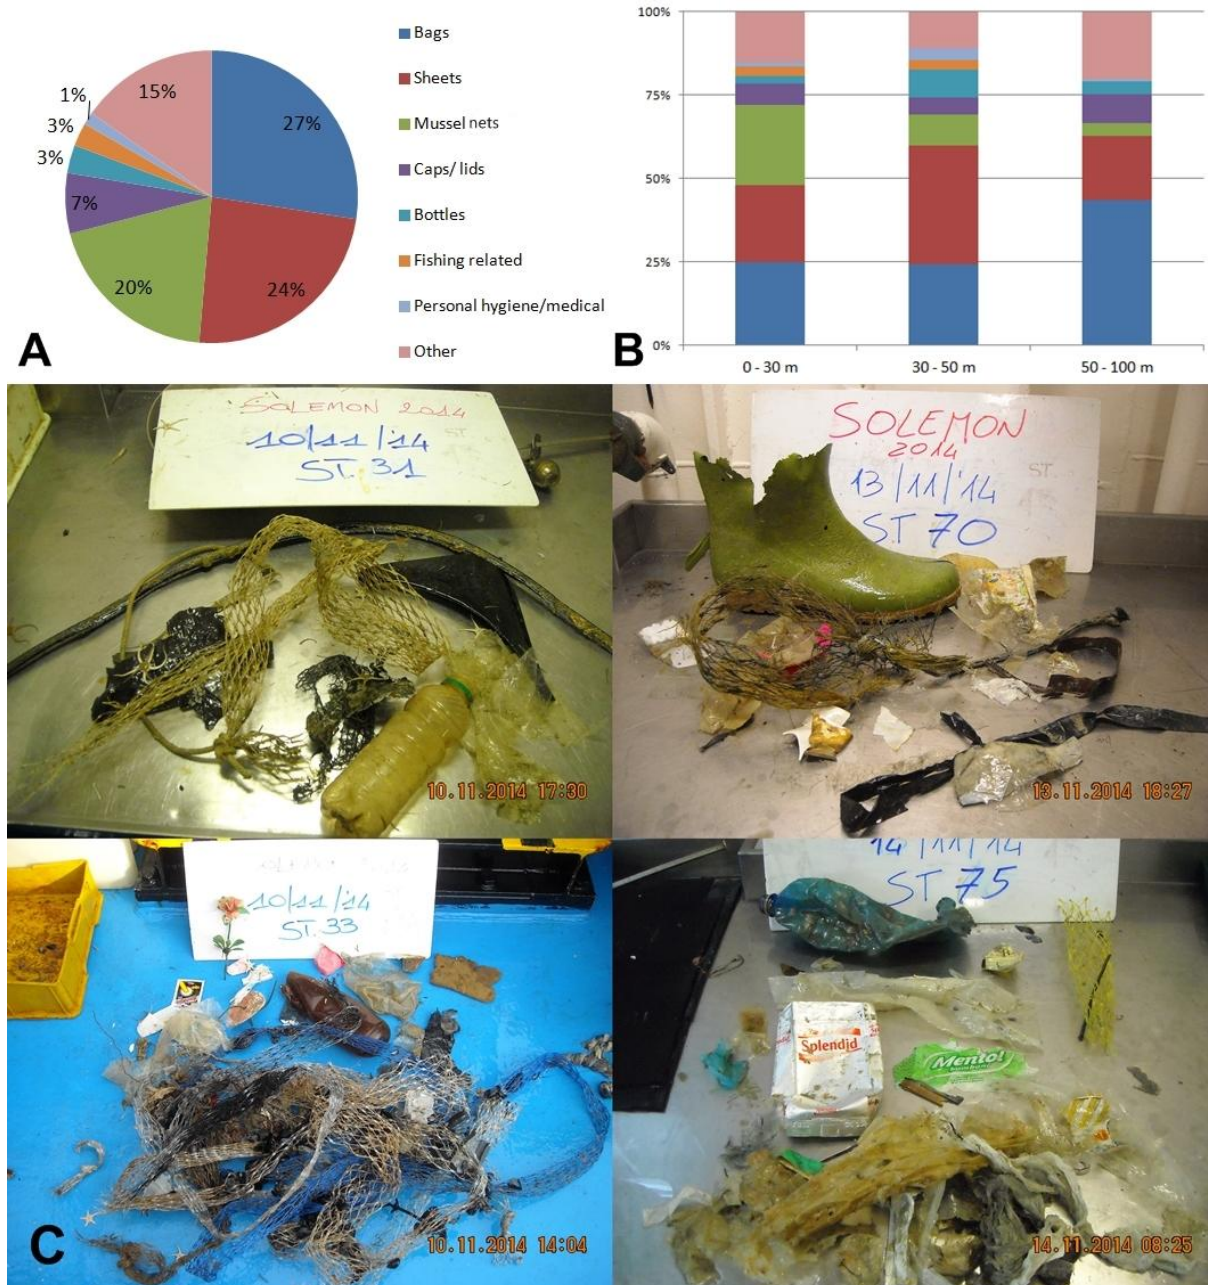 Bags
Sheets
Mussel nets
Caps/ lids
Bottles
Fishing related
Personal hygiene/medical
Other
27%
24%
20%
7%
3%
3%
1%
15%
A
100%
75%
50%
25%
0%
0 - 30 m
30 - 50 m
50 - 100 m
B
SOLEMON 2014
ST.
10/11/'14
ST. 31
10.11.2014 17:30
SOLEMON
2014
ST.
13/11/'14
ST 70
13.11.2014 18:27
10/11/'14
ST. 33
10.11.2014 14:04
C
14/11/14
ST 75
Splendid
Mentol
14.11.2014 08:25